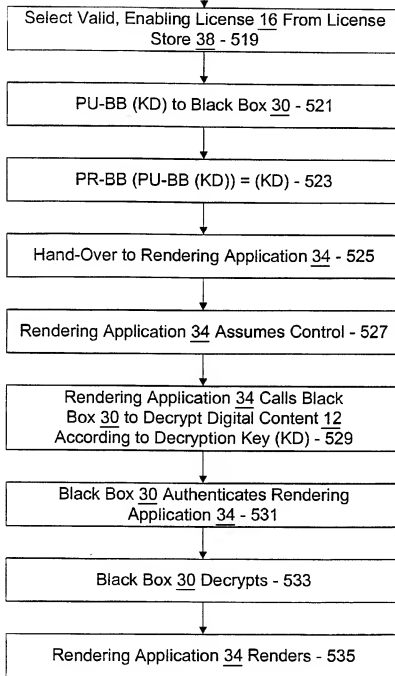 Select Valid, Enabling License 16 From License
Store 38 - 519
PU-BB (KD) to Black Box 30 - 521
PR-BB (PU-BB (KD)) = (KD) - 523
Hand-Over to Rendering Application 34 - 525
Rendering Application 34 Assumes Control - 527
Rendering Application 34 Calls Black
Box 30 to Decrypt Digital Content 12
According to Decryption Key (KD) - 529
Black Box 30 Authenticates Rendering
Application 34 - 531
Black Box 30 Decrypts - 533
Rendering Application 34 Renders - 535